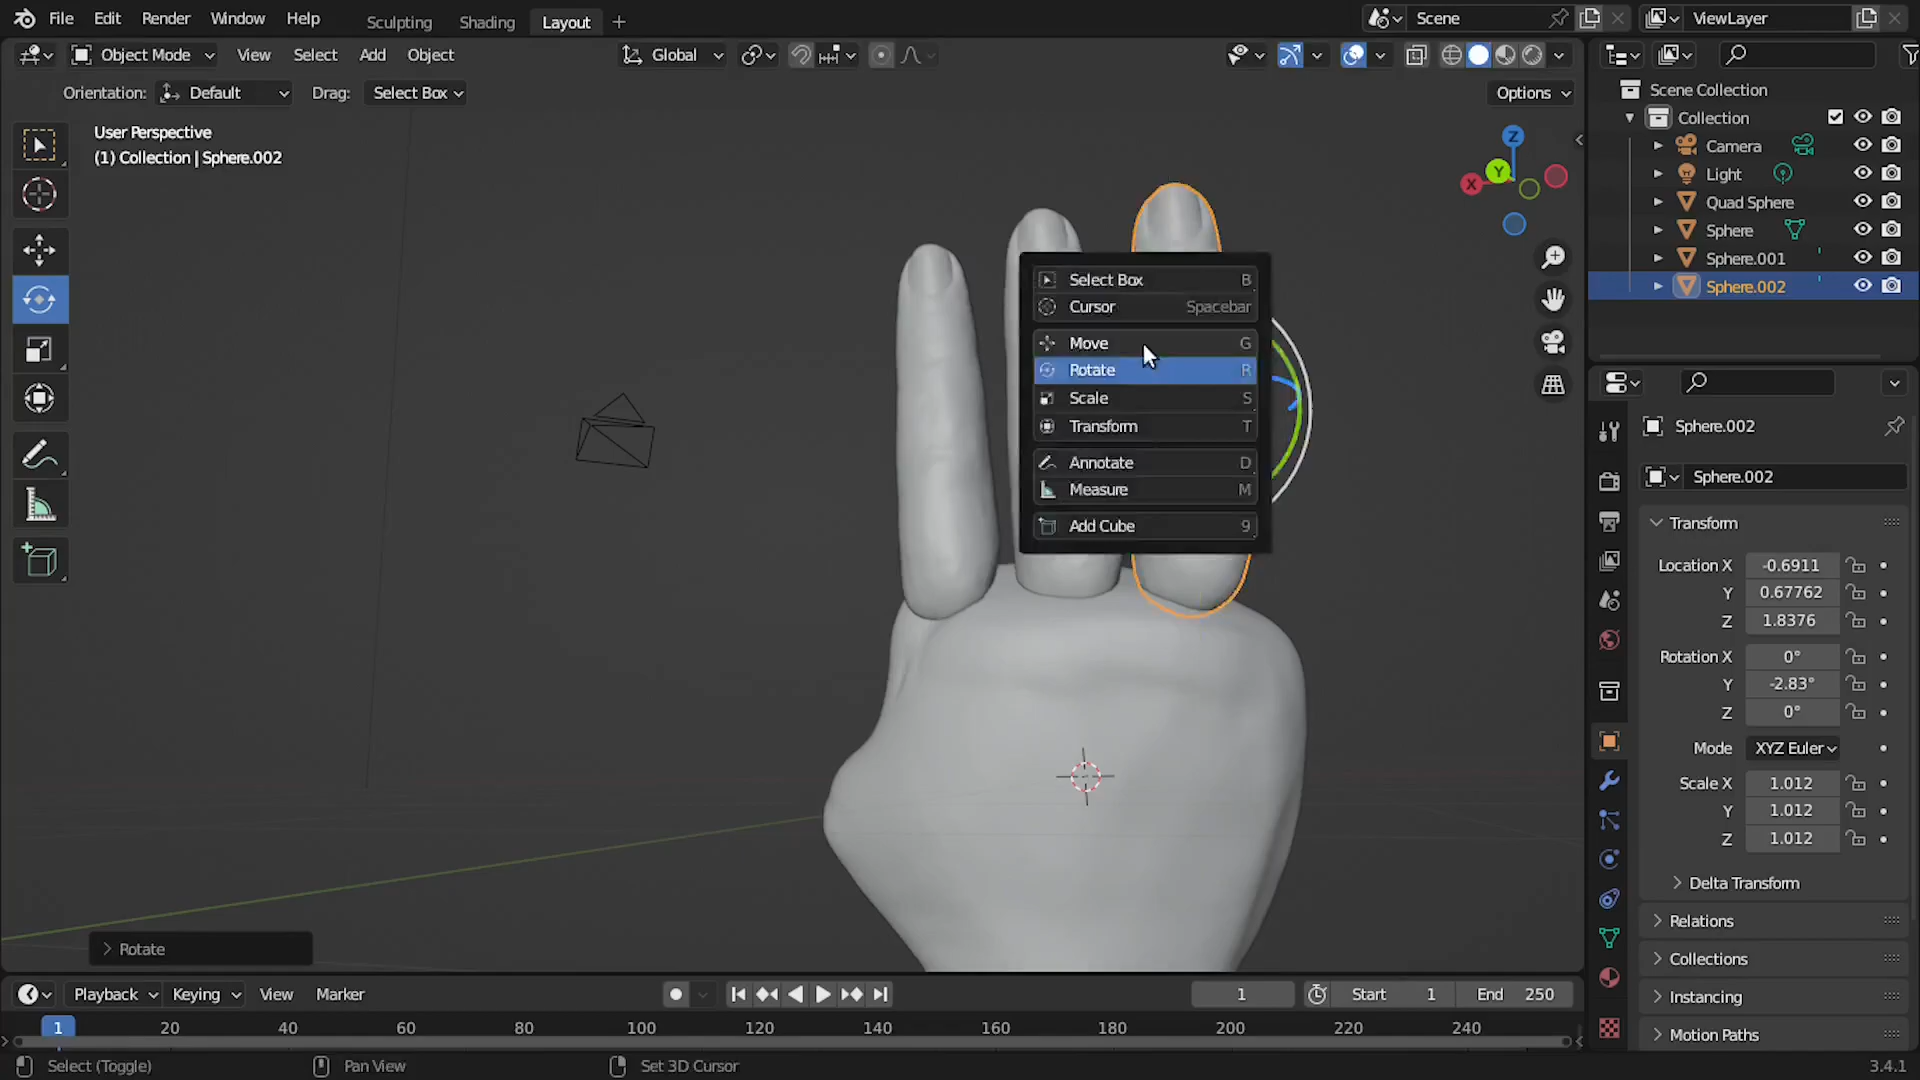 File Edit Render Window Help Sculpting Shading Layout + Scene ViewLayer
Object Mode View Select Add Object Global
Orientation: Default Drag: Select Box Options
User Perspective
(1) Collection | Sphere.002
Z
Y
X
Select Box B
Cursor Spacebar
Move G
Rotate R
Scale S
Transform T
Annotate D
Measure M
Add Cube 9
Rotate
Scene Collection
Collection
Camera
Light
Quad Sphere
Sphere
Sphere.001
Sphere.002
Sphere.002
Sphere.002
Transform
Location X -0.6911
Y 0.67762
Z 1.8376
Rotation X 0°
Y -2.83°
Z 0°
Mode XYZ Euler
Scale X 1.012
Y 1.012
Z 1.012
Delta Transform
Relations
Collections
Instancing
Motion Paths
Playback Keying View Marker 1 Start 1 End 250
1 20 40 60 80 100 120 140 160 180 200 220 240
Select (Toggle) Pan View Set 3D Cursor 3.4.1